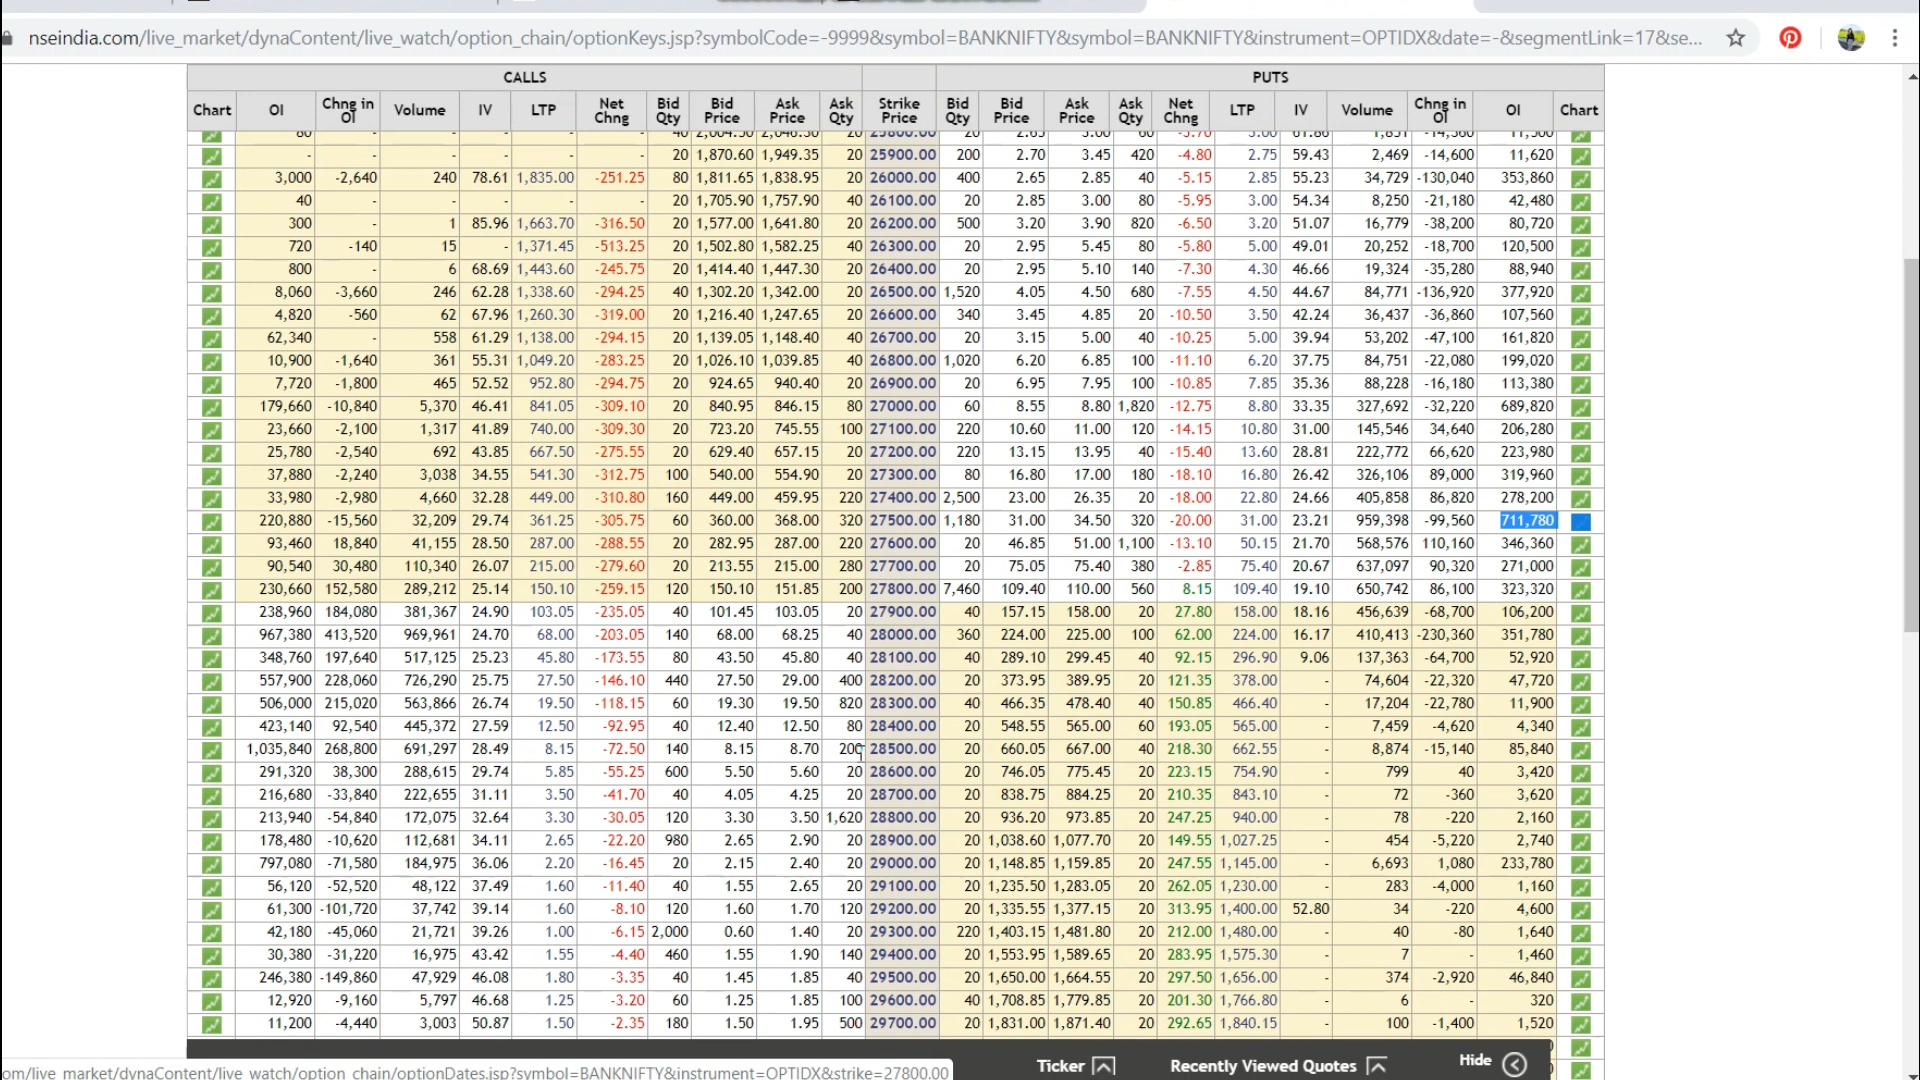 nseindia.com/live_market/dynaContent/live_watch/option_chain/optionKeys.jsp?symbolCode=-9999&symbol=BANKNIFTY&symbol=BANKNIFTY&instrument=OPTIDX&date=-&segmentLink=17&se...
CALLS PUTS
Chart OI Chng in OI Volume IV LTP Net Chng Bid Qty Bid Price Ask Price Ask Qty Strike Price Bid Qty Bid Price Ask Price Ask Qty Net Chng LTP IV Volume Chng in OI OI Chart
80 - - - - - 40 2,004.50 2,046.30 20 25800.00 20 2.65 3.00 60 -3.70 3.00 61.86 1,851 -14,360 11,500
- - - - - - 20 1,870.60 1,949.35 20 25900.00 200 2.70 3.45 420 -4.80 2.75 59.43 2,469 -14,600 11,620
3,000 -2,640 240 78.61 1,835.00 -251.25 80 1,811.65 1,838.95 20 26000.00 400 2.65 2.85 40 -5.15 2.85 55.23 34,729 -130,040 353,860
40 - - - - - 20 1,705.90 1,757.90 40 26100.00 20 2.85 3.00 80 -5.95 3.00 54.34 8,250 -21,180 42,480
300 - 1 85.96 1,663.70 -316.50 20 1,577.00 1,641.80 20 26200.00 500 3.20 3.90 820 -6.50 3.20 51.07 16,779 -38,200 80,720
720 -140 15 - 1,371.45 -513.25 20 1,502.80 1,582.25 40 26300.00 20 2.95 5.45 80 -5.80 5.00 49.01 20,252 -18,700 120,500
800 - 6 68.69 1,443.60 -245.75 20 1,414.40 1,447.30 20 26400.00 20 2.95 5.10 140 -7.30 4.30 46.66 19,324 -35,280 88,940
8,060 -3,660 246 62.28 1,338.60 -294.25 40 1,302.20 1,342.00 20 26500.00 1,520 4.05 4.50 680 -7.55 4.50 44.67 84,771 -136,920 377,920
4,820 -560 62 67.96 1,260.30 -319.00 20 1,216.40 1,247.65 20 26600.00 340 3.45 4.85 20 -10.50 3.50 42.24 36,437 -36,860 107,560
62,340 - 558 61.29 1,138.00 -294.15 20 1,139.05 1,148.40 40 26700.00 20 3.15 5.00 40 -10.25 5.00 39.94 53,202 -47,100 161,820
10,900 -1,640 361 55.31 1,049.20 -283.25 20 1,026.10 1,039.85 40 26800.00 1,020 6.20 6.85 100 -11.10 6.20 37.75 84,751 -22,080 199,020
7,720 -1,800 465 52.52 952.80 -294.75 20 924.65 940.40 20 26900.00 20 6.95 7.95 100 -10.85 7.85 35.36 88,228 -16,180 113,380
179,660 -10,840 5,370 46.41 841.05 -309.10 20 840.95 846.15 80 27000.00 60 8.55 8.80 1,820 -12.75 8.80 33.35 327,692 -32,220 689,820
23,660 -2,100 1,317 41.89 740.00 -309.30 20 723.20 745.55 100 27100.00 220 10.60 11.00 120 -14.15 10.80 31.00 145,546 34,640 206,280
25,780 -2,540 692 43.85 667.50 -275.55 20 629.40 657.15 20 27200.00 220 13.15 13.95 40 -15.40 13.60 28.81 222,772 66,620 223,980
37,880 -2,240 3,038 34.55 541.30 -312.75 100 540.00 554.90 20 27300.00 80 16.80 17.00 180 -18.10 16.80 26.42 326,106 89,000 319,960
33,980 -2,980 4,660 32.28 449.00 -310.80 160 449.00 459.95 220 27400.00 2,500 23.00 26.35 20 -18.00 22.80 24.66 405,858 86,820 278,200
220,880 -15,560 32,209 29.74 361.25 -305.75 60 360.00 368.00 320 27500.00 1,180 31.00 34.50 320 -20.00 31.00 23.21 959,398 -99,560 711,780
93,460 18,840 41,155 28.50 287.00 -288.55 20 282.95 287.00 220 27600.00 20 46.85 51.00 1,100 -13.10 50.15 21.70 568,576 110,160 346,360
90,540 30,480 110,340 26.07 215.00 -279.60 20 213.55 215.00 280 27700.00 20 75.05 75.40 380 -2.85 75.40 20.67 637,097 90,320 271,000
230,660 152,580 289,212 25.14 150.10 -259.15 120 150.10 151.85 200 27800.00 7,460 109.40 110.00 560 8.15 109.40 19.10 650,742 86,100 323,320
238,960 184,080 381,367 24.90 103.05 -235.05 40 101.45 103.05 20 27900.00 40 157.15 158.00 20 27.80 158.00 18.16 456,639 -68,700 106,200
967,380 413,520 969,961 24.70 68.00 -203.05 140 68.00 68.25 40 28000.00 360 224.00 225.00 100 62.00 224.00 16.17 410,413 -230,360 351,780
348,760 197,640 517,125 25.23 45.80 -173.55 80 43.50 45.80 40 28100.00 40 289.10 299.45 40 92.15 296.90 9.06 137,363 -64,700 52,920
557,900 228,060 726,290 25.75 27.50 -146.10 440 27.50 29.00 400 28200.00 20 373.95 389.95 20 121.35 378.00 - 74,604 -22,320 47,720
506,000 215,020 563,866 26.74 19.50 -118.15 60 19.30 19.50 820 28300.00 40 466.35 478.40 40 150.85 466.40 - 17,204 -22,780 11,900
423,140 92,540 445,372 27.59 12.50 -92.95 40 12.40 12.50 80 28400.00 20 548.55 565.00 60 193.05 565.00 - 7,459 -4,620 4,340
1,035,840 268,800 691,297 28.49 8.15 -72.50 140 8.15 8.70 200 28500.00 20 660.05 667.00 40 218.30 662.55 - 8,874 -15,140 85,840
291,320 38,300 288,615 29.74 5.85 -55.25 600 5.50 5.60 20 28600.00 20 746.05 775.45 20 223.15 754.90 - 799 40 3,420
216,680 -33,840 222,655 31.11 3.50 -41.70 40 4.05 4.25 20 28700.00 20 838.75 884.25 20 210.35 843.10 - 72 -360 3,620
213,940 -54,840 172,075 32.64 3.30 -30.05 120 3.30 3.50 1,620 28800.00 20 936.20 973.85 20 247.25 940.00 - 78 -220 2,160
178,480 -10,620 112,681 34.11 2.65 -22.20 980 2.65 2.90 20 28900.00 20 1,038.60 1,077.70 20 149.55 1,027.25 - 454 -5,220 2,740
797,080 -71,580 184,975 36.06 2.20 -16.45 20 2.15 2.40 20 29000.00 20 1,148.85 1,159.85 20 247.55 1,145.00 - 6,693 1,080 233,780
56,120 -52,520 48,122 37.49 1.60 -11.40 40 1.55 2.65 20 29100.00 20 1,235.50 1,283.05 20 262.05 1,230.00 - 283 -4,000 1,160
61,300 -101,720 37,742 39.14 1.60 -8.10 120 1.60 1.70 120 29200.00 20 1,335.55 1,377.15 20 313.95 1,400.00 52.80 34 -220 4,600
42,180 -45,060 21,721 39.26 1.00 -6.15 2,000 0.60 1.40 20 29300.00 220 1,403.15 1,481.80 20 212.00 1,480.00 - 40 -80 1,640
30,380 -31,220 16,975 43.42 1.55 -4.40 460 1.55 1.90 140 29400.00 20 1,553.95 1,589.65 20 283.95 1,575.30 - 7 - 1,460
246,380 -149,860 47,929 46.08 1.80 -3.35 40 1.45 1.85 40 29500.00 20 1,650.00 1,664.55 20 297.50 1,656.00 - 374 -2,920 46,840
12,920 -9,160 5,797 46.68 1.25 -3.20 60 1.25 1.85 100 29600.00 40 1,708.85 1,779.85 20 201.30 1,766.80 - 6 - 320
11,200 -4,440 3,003 50.87 1.50 -2.35 180 1.50 1.95 500 29700.00 20 1,831.00 1,871.40 20 292.65 1,840.15 - 100 -1,400 1,520
Ticker Recently Viewed Quotes Hide
om/live_market/dynaContent/live_watch/option_chain/optionDates.jsp?symbol=BANKNIFTY&instrument=OPTIDX&strike=27800.00